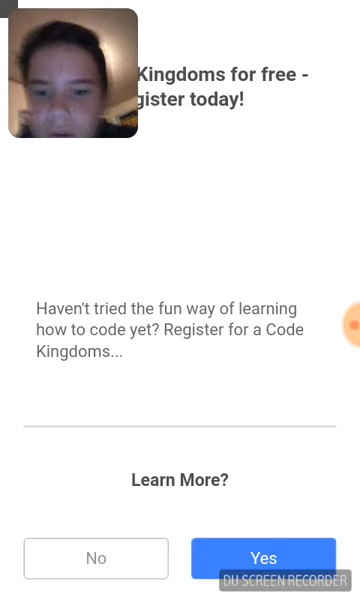 Kingdoms for free -
gister today!
Haven't tried the fun way of learning
how to code yet? Register for a Code
Kingdoms...
Learn More?
No
Yes
DU SCREEN RECORDER